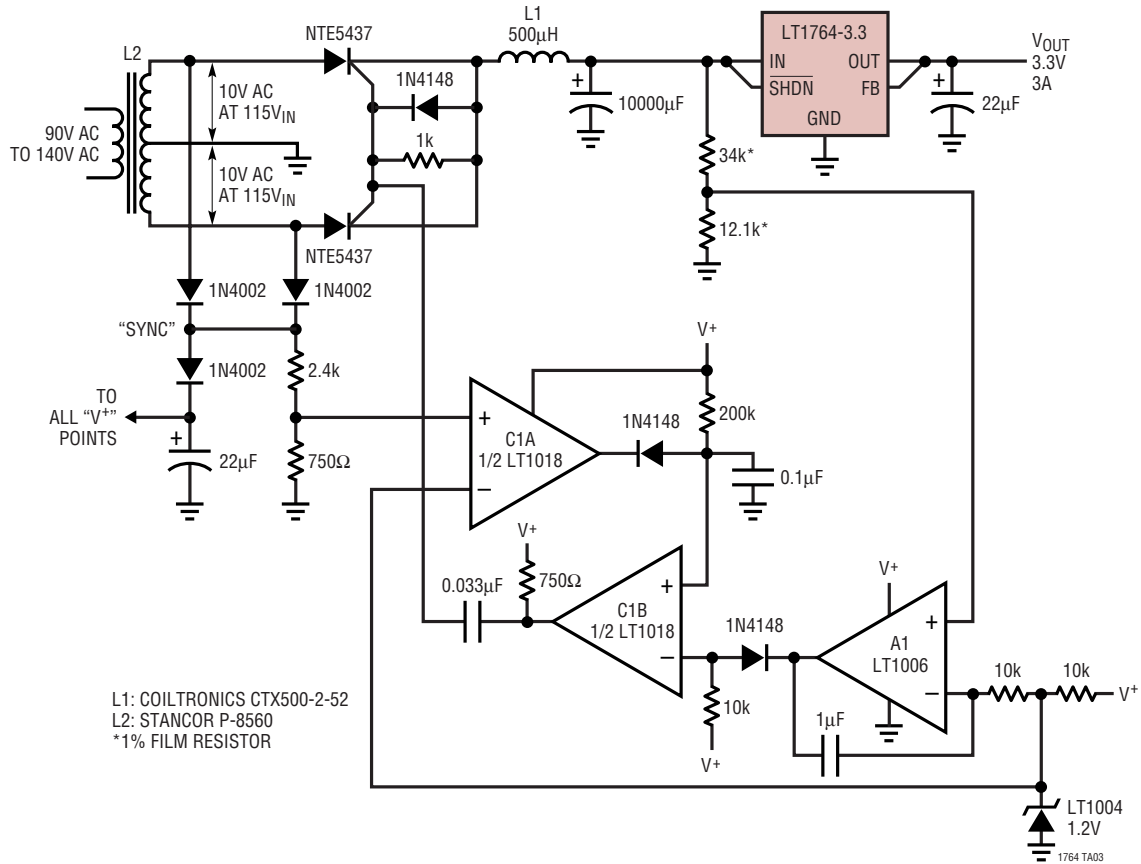 L1
500μH
NTE5437
L2
LT1764-3.3
IN
OUT
SHDN
FB
GND
VOUT
3.3V
3A
1N4148
10V AC
AT 115VIN
+
10000μF
+
22μF
90V AC
TO 140V AC
1k
34k*
10V AC
AT 115VIN
12.1k*
NTE5437
1N4002
1N4002
"SYNC"
V+
1N4002
2.4k
TO
ALL "V+"
POINTS
200k
1N4148
+
C1A
1/2 LT1018
–
+
22μF
750Ω
0.1μF
V+
0.033μF
750Ω
+
C1B
1/2 LT1018
–
V+
1N4148
+
A1
LT1006
–
10k
10k
V+
10k
1μF
V+
L1: COILTRONICS CTX500-2-52
L2: STANCOR P-8560
*1% FILM RESISTOR
LT1004
1.2V
1764 TA03